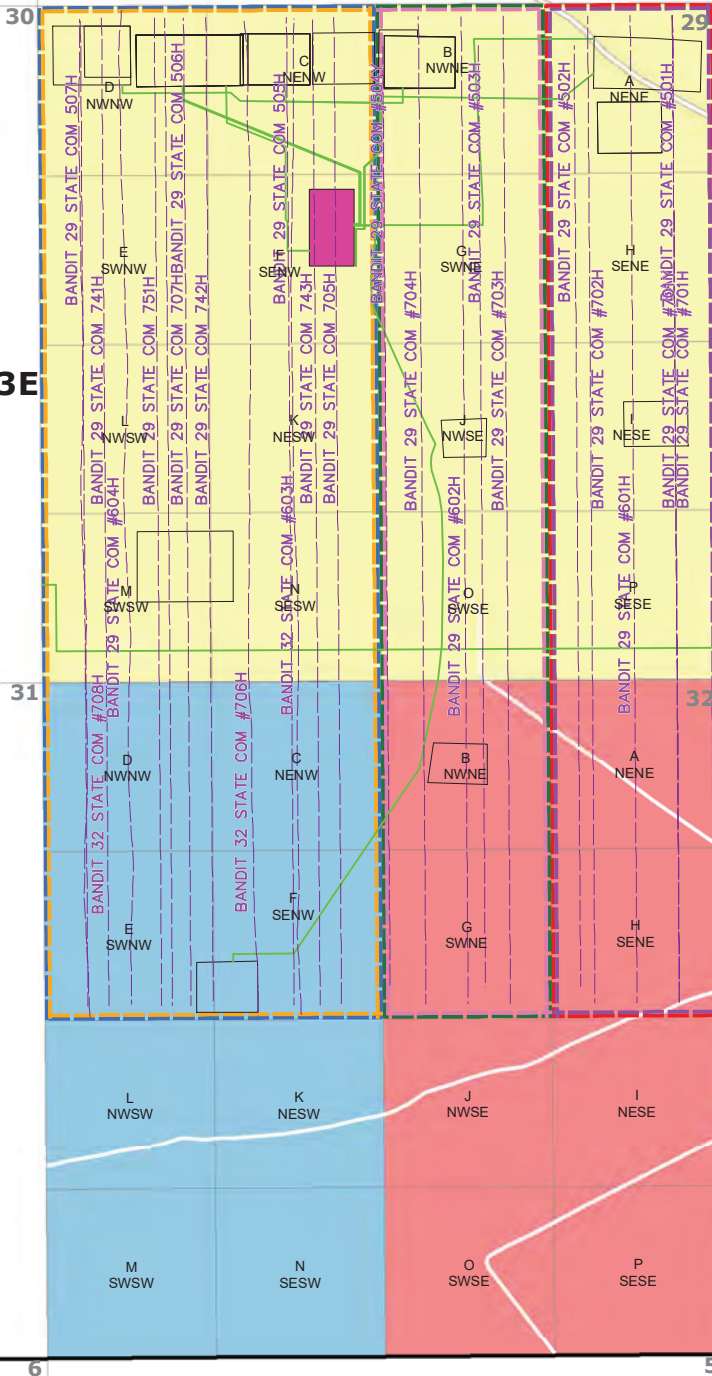 30
29
D
NWNW
C
NENW
B
NWNE
A
NENE
BANDIT 29 STATE COM 507H
BANDIT 29 STATE COM 506H
BANDIT 29 STATE COM 505H
BANDIT 29 STATE COM #503H
BANDIT 29 STATE COM #502H
BANDIT 29 STATE COM #501H
E
SWNW
F
SENW
G
SWNE
H
SENE
BANDIT 29 STATE COM 741H
BANDIT 29 STATE COM 751H
BANDIT 29 STATE COM 707H
BANDIT 29 STATE COM 742H
BANDIT 29 STATE COM 743H
BANDIT 29 STATE COM 705H
BANDIT 29 STATE COM #704H
BANDIT 29 STATE COM #703H
BANDIT 29 STATE COM #702H
BANDIT 29 STATE COM #701H
3E
L
NWSW
K
NESW
J
NWSE
I
NESE
BANDIT 29 STATE COM #604H
BANDIT 32 STATE COM #603H
BANDIT 29 STATE COM #602H
BANDIT 29 STATE COM #601H
M
SWSW
N
SESW
O
SWSE
P
SESE
31
32
BANDIT 32 STATE COM #708H
BANDIT 32 STATE COM #706H
D
NWNW
C
NENW
B
NWNE
A
NENE
E
SWNW
F
SENW
G
SWNE
H
SENE
L
NWSW
K
NESW
J
NWSE
I
NESE
M
SWSW
N
SESW
O
SWSE
P
SESE
6
5